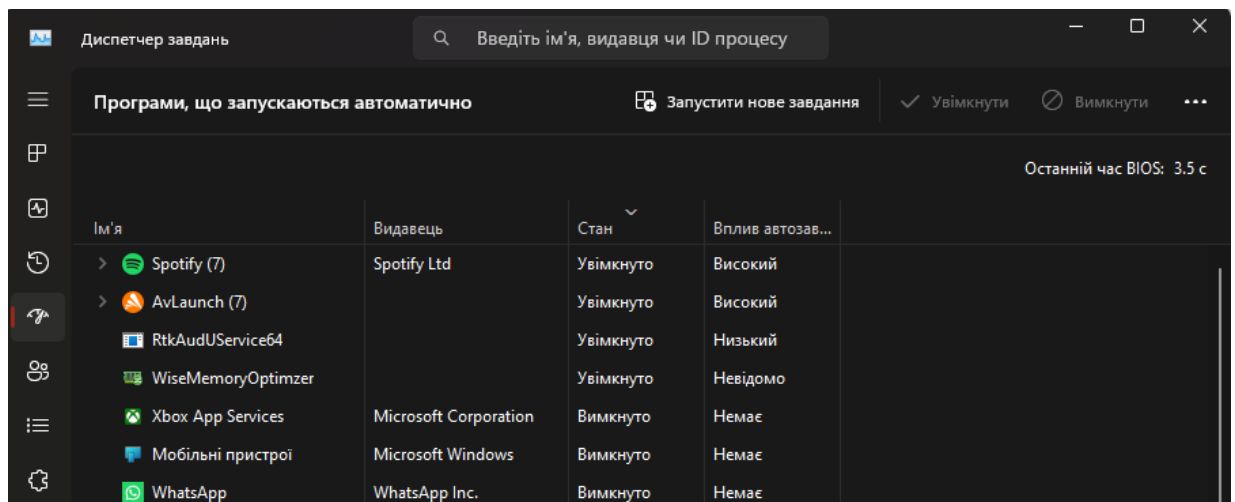 Диспетчер завдань
Введіть ім'я, видавця чи ID процесу
Програми, що запускаються автоматично
Запустити нове завдання
Увімкнути
Вимкнути
Останній час BIOS: 3.5 с
Ім'я Видавець Стан Вплив автозав...
Spotify (7) Spotify Ltd Увімкнуто Високий
AvLaunch (7) Увімкнуто Високий
RtkAudUService64 Увімкнуто Низький
WiseMemoryOptimzer Увімкнуто Невідомо
Xbox App Services Microsoft Corporation Вимкнуто Немає
Мобільні пристрої Microsoft Windows Вимкнуто Немає
WhatsApp WhatsApp Inc. Вимкнуто Немає